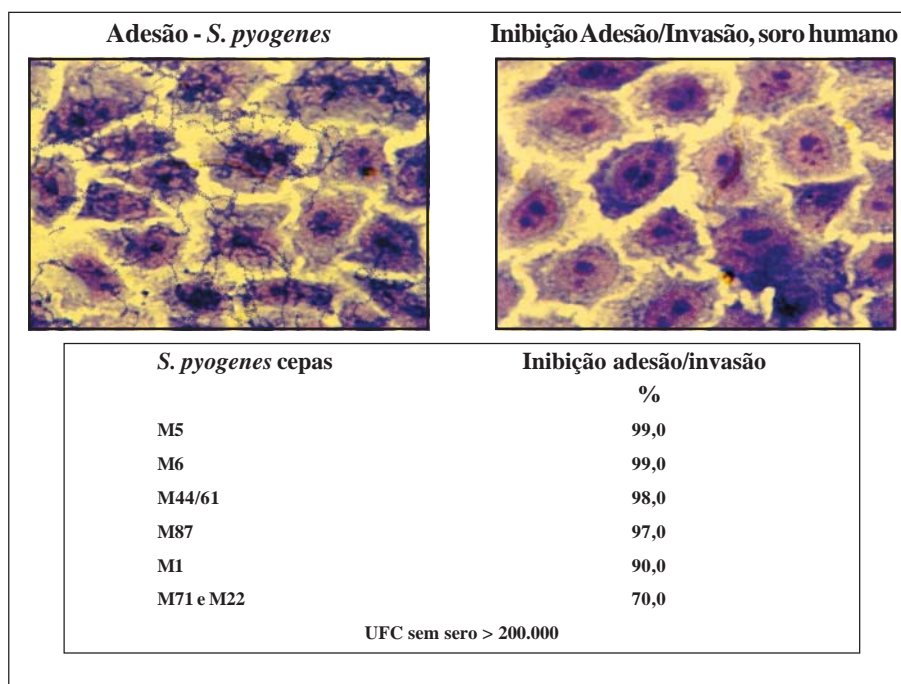 Adesão - S. pyogenes
Inibição Adesão/Invasão, soro humano
S. pyogenes cepas Inibição adesão/invasão
%
M5 99,0
M6 99,0
M44/61 98,0
M87 97,0
M1 90,0
M71 e M22 70,0
UFC sem sero > 200.000